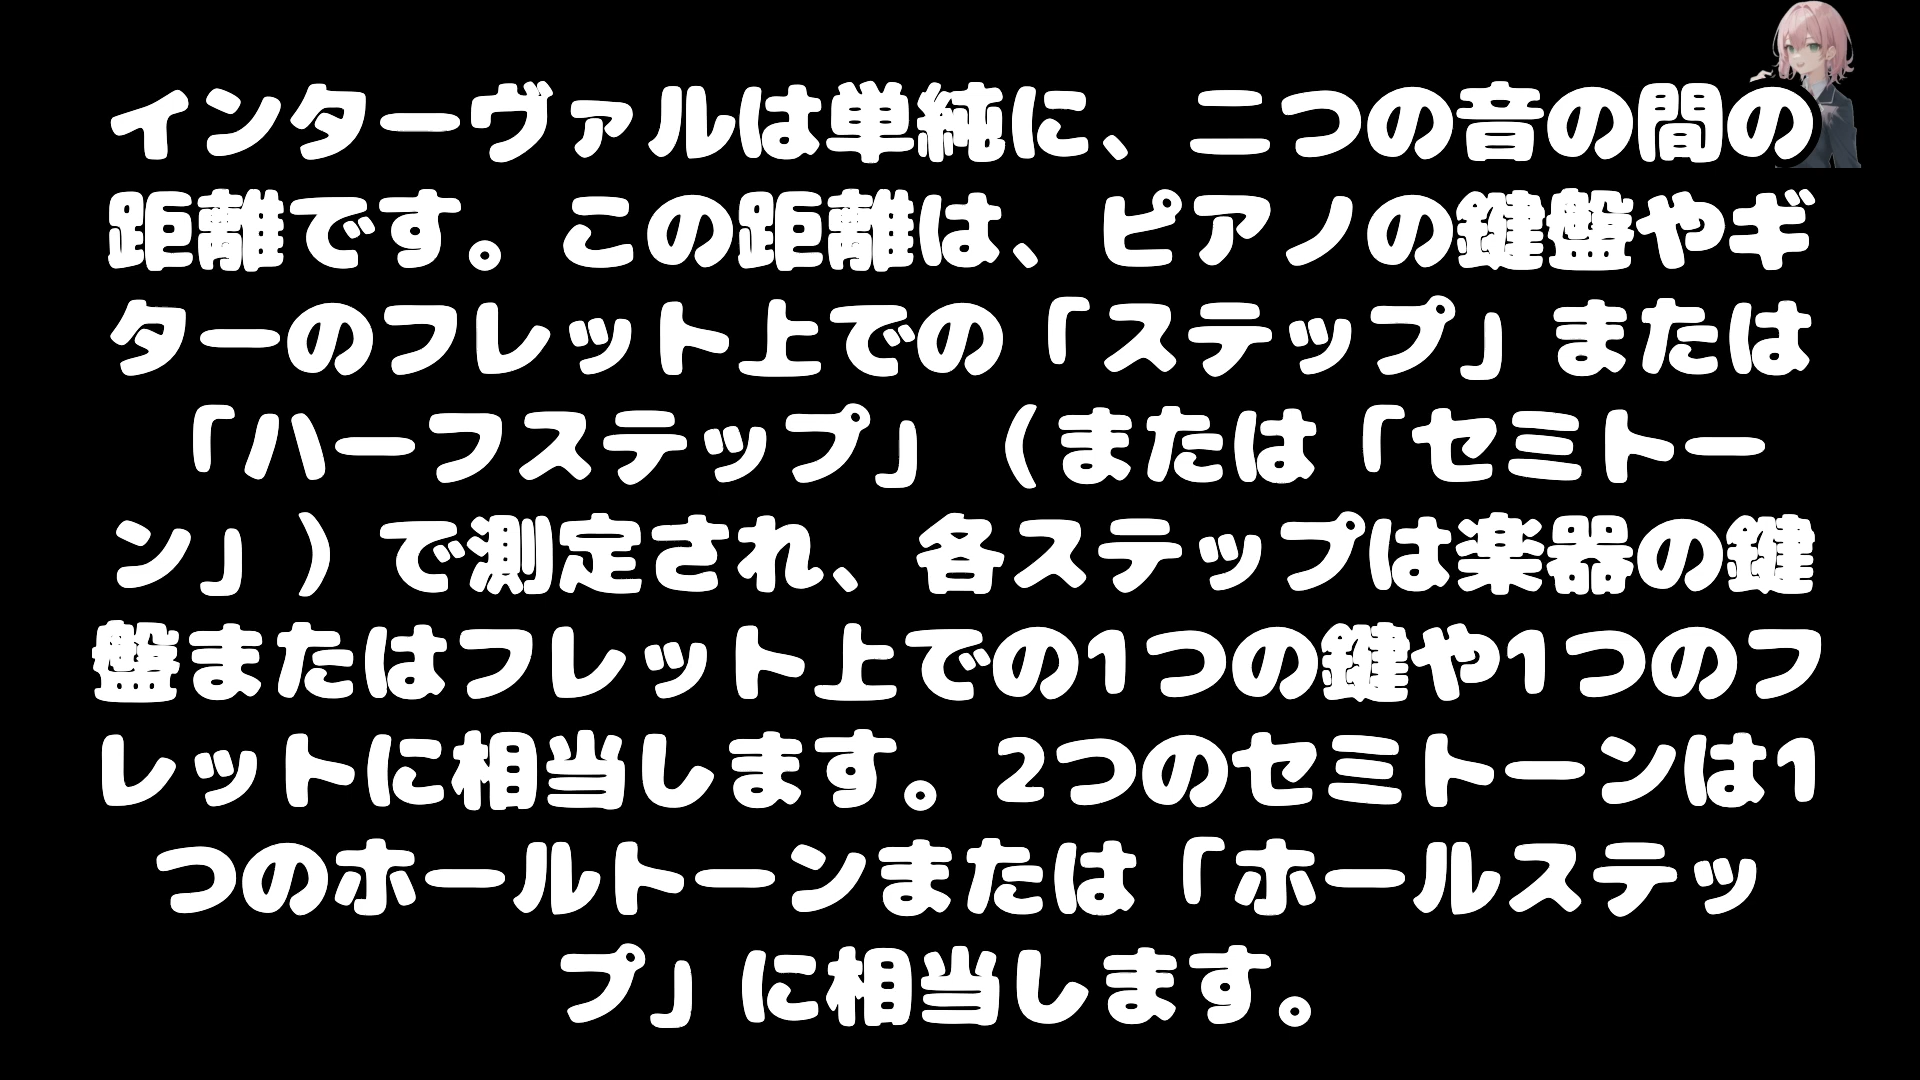 インターヴァルは単純に、二つの音の間の
距離です。この距離は、ピアノの鍵盤やギ
ターのフレット上での「ステップ」または
「ハーフステップ」（または「セミトー
ン」）で測定され、各ステップは楽器の鍵
盤またはフレット上での1つの鍵や1つのフ
レットに相当します。2つのセミトーンは1
つのホールトーンまたは「ホールステッ
プ」に相当します。